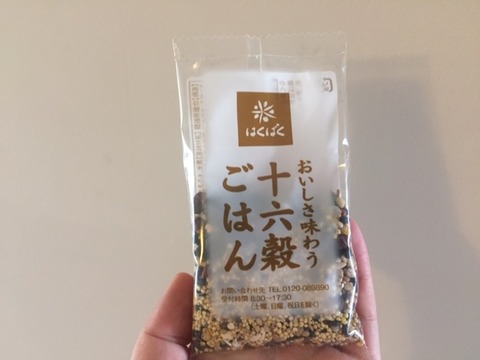 はくばく
おいしさ味わう
十六穀
ごはん
お問い合わせ先 TEL 0120-089890
受付時間 8:30〜17:30
(土曜、日曜、祝日を除く)